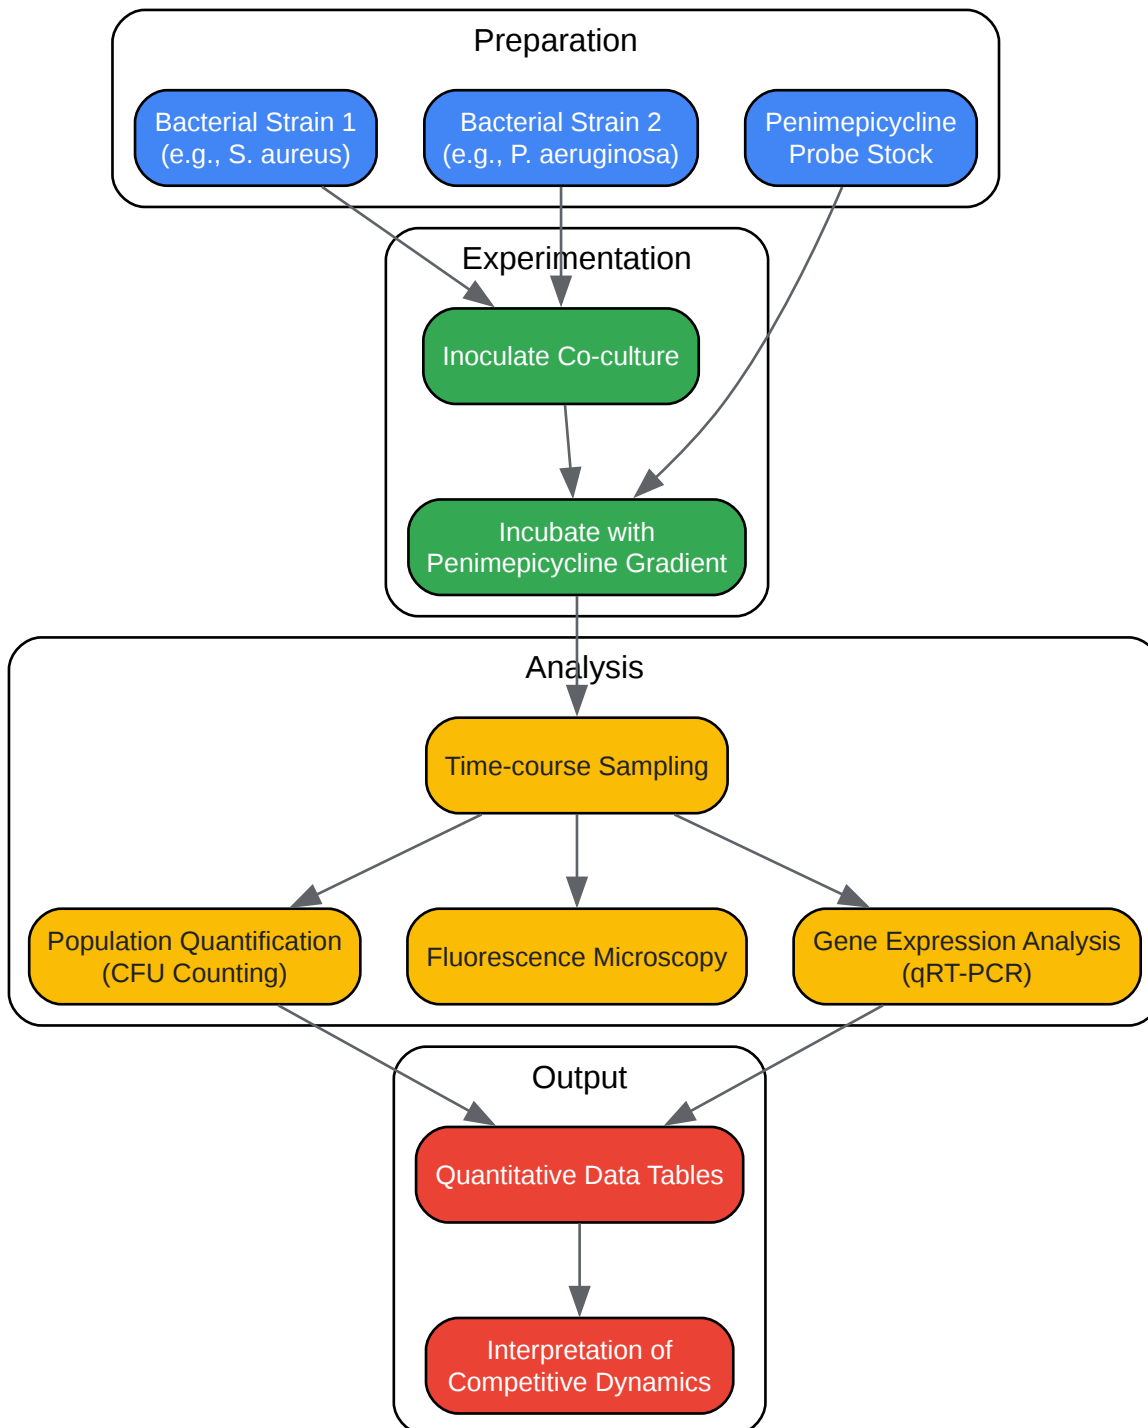 Preparation
Bacterial Strain 1
(e.g., S. aureus)
Bacterial Strain 2
(e.g., P. aeruginosa)
Penimepicycline
Probe Stock
Experimentation
Inoculate Co-culture
Incubate with
Penimepicycline Gradient
Analysis
Time-course Sampling
Population Quantification
(CFU Counting)
Fluorescence Microscopy
Gene Expression Analysis
(qRT-PCR)
Output
Quantitative Data Tables
Interpretation of
Competitive Dynamics